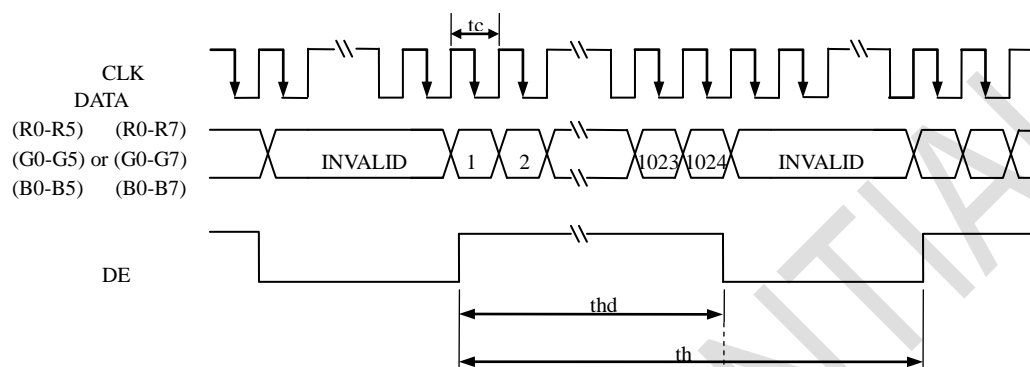 tc
CLK
DATA
(R0-R5) (R0-R7)
(G0-G5) or (G0-G7)
(B0-B5) (B0-B7)
INVALID 1 2 1023 1024 INVALID
DE
thd
th